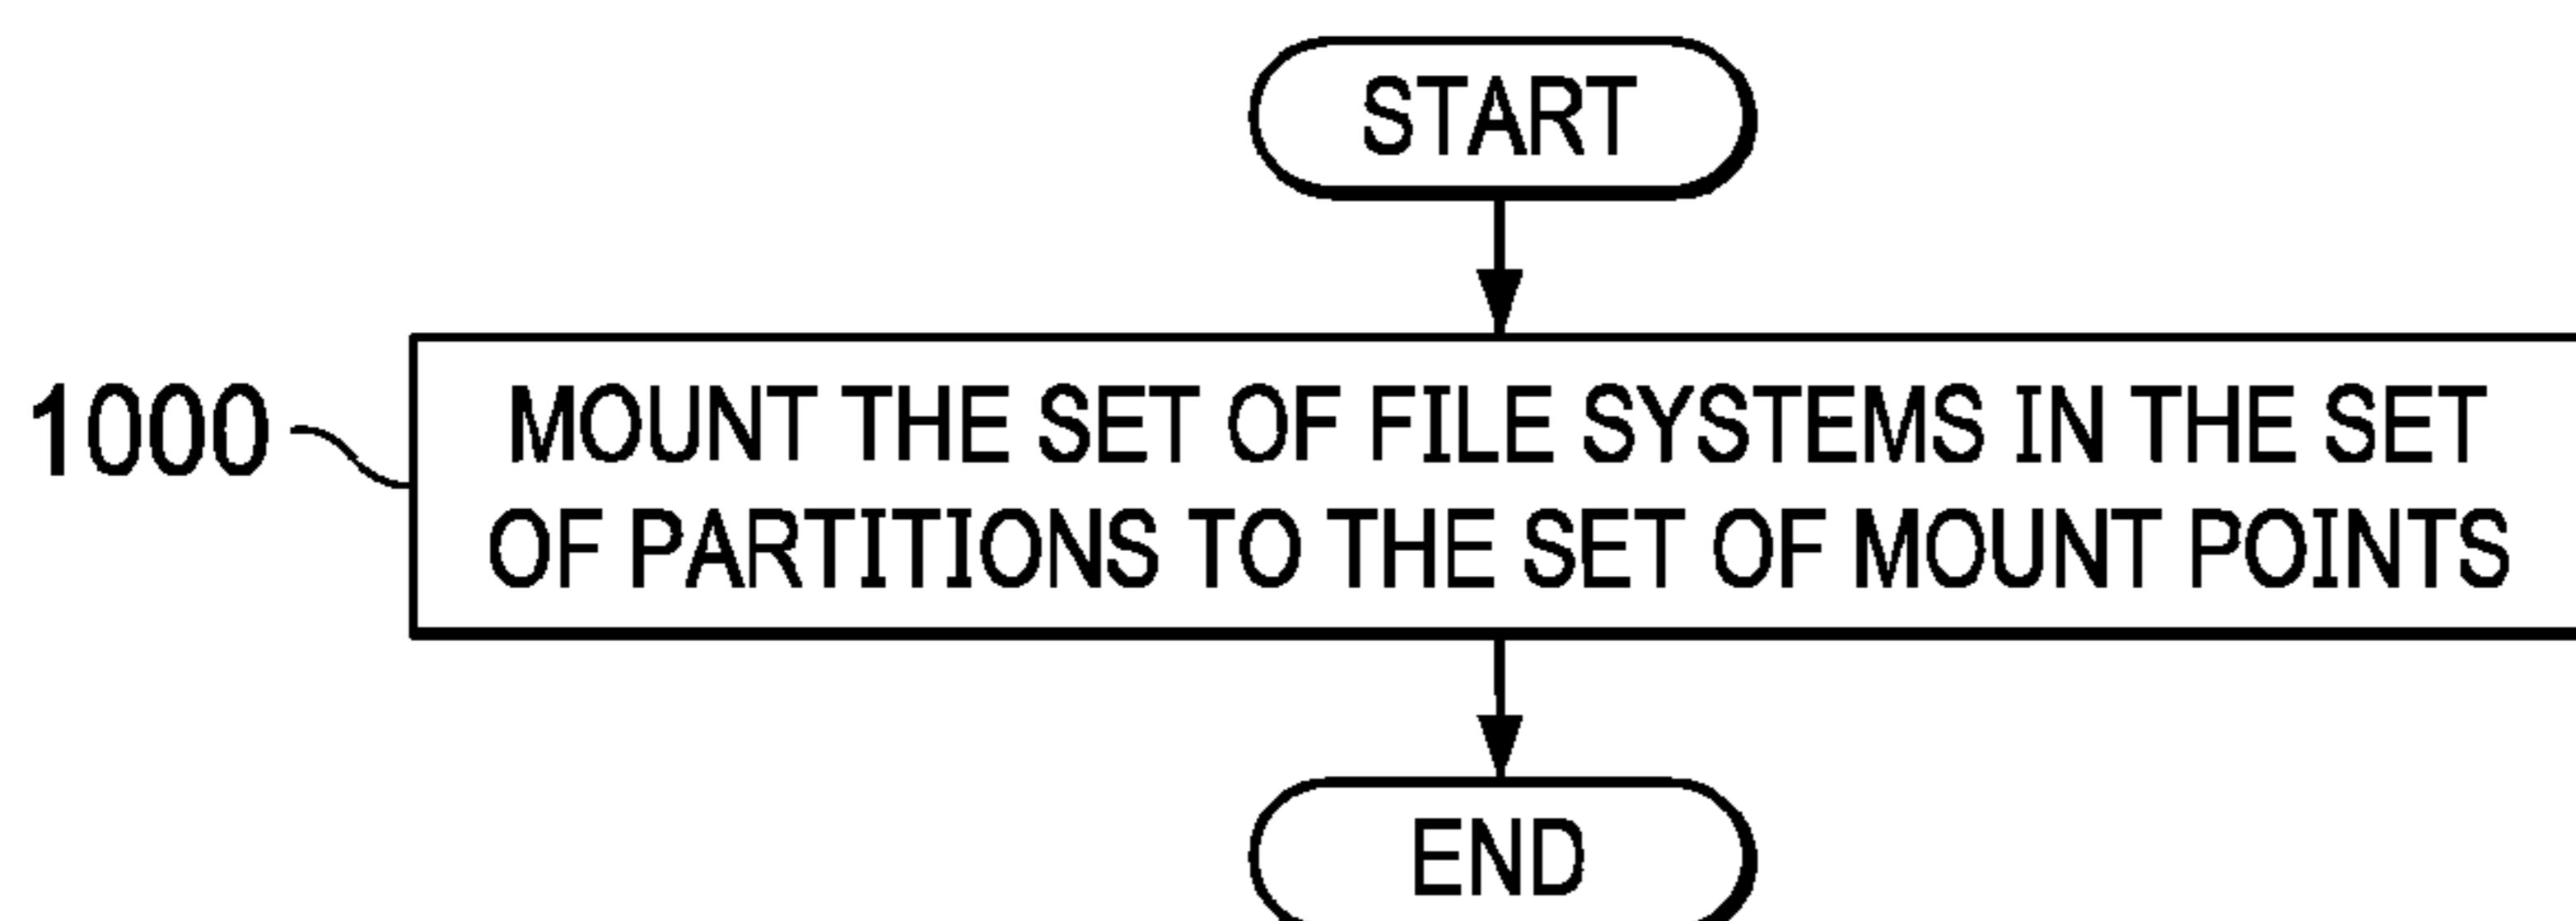 START
1000
MOUNT THE SET OF FILE SYSTEMS IN THE SET
OF PARTITIONS TO THE SET OF MOUNT POINTS
END